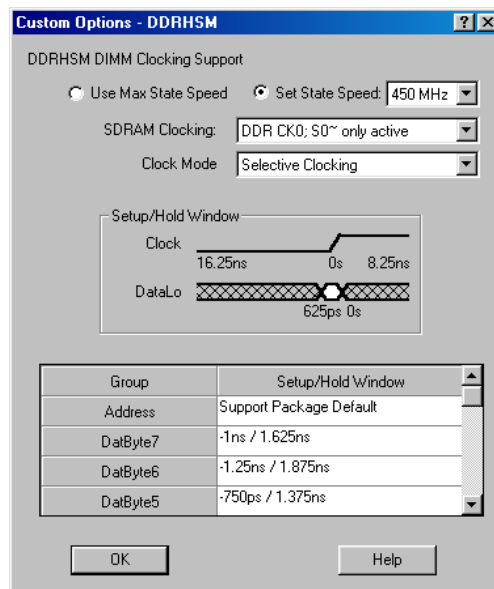 Custom Options - DDRHSM
DDRHSM DIMM Clocking Support
Use Max State Speed Set State Speed: 450 MHz
SDRAM Clocking: DDR CK0; S0~ only active
Clock Mode Selective Clocking
Setup/Hold Window
Clock
16.25ns 0s 8.25ns
DataLo
625ps 0s
Group Setup/Hold Window
Address Support Package Default
DatByte7 -1ns / 1.625ns
DatByte6 -1.25ns / 1.875ns
DatByte5 -750ps / 1.375ns
OK Help